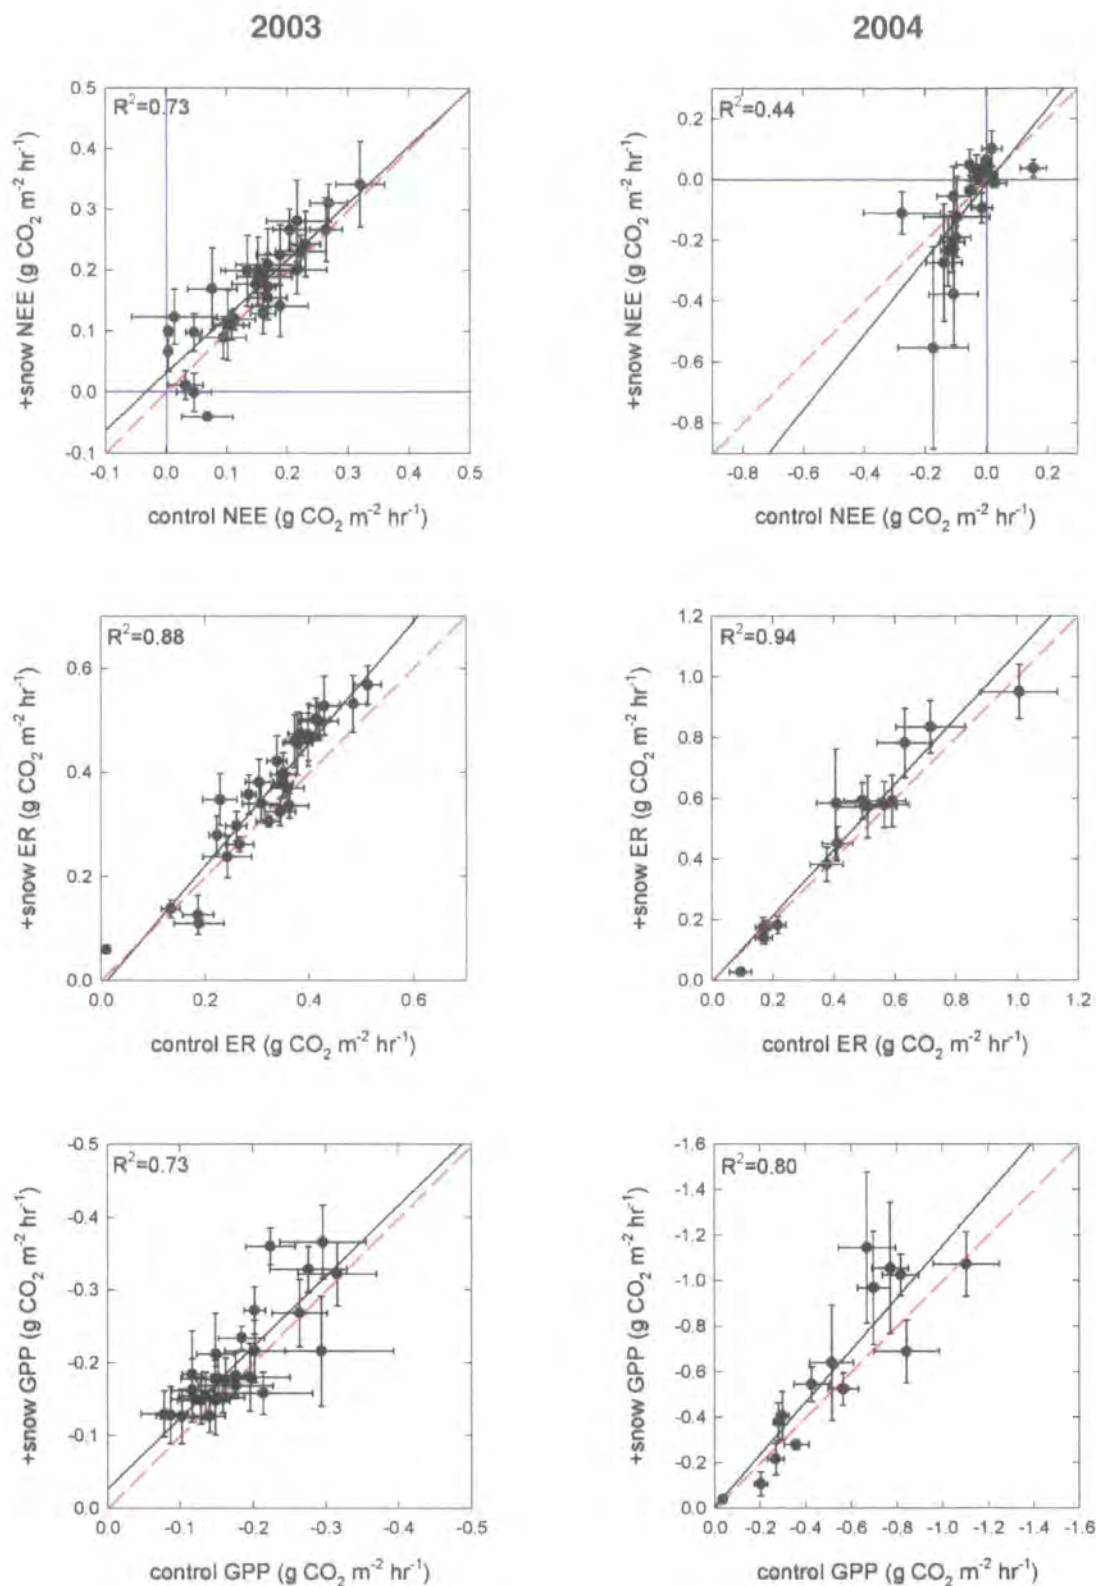 2003
2004
R²=0.73
0.5
0.4
0.3
0.2
0.1
0.0
-0.1
-0.1 0.0 0.1 0.2 0.3 0.4 0.5
+snow NEE (g CO₂ m⁻² hr⁻¹)
control NEE (g CO₂ m⁻² hr⁻¹)
R²=0.44
0.2
0.0
-0.2
-0.4
-0.6
-0.8
-0.8 -0.6 -0.4 -0.2 0.0 0.2
+snow NEE (g CO₂ m⁻² hr⁻¹)
control NEE (g CO₂ m⁻² hr⁻¹)
R²=0.88
0.6
0.4
0.2
0.0
0.0 0.2 0.4 0.6
+snow ER (g CO₂ m⁻² hr⁻¹)
control ER (g CO₂ m⁻² hr⁻¹)
R²=0.94
1.2
1.0
0.8
0.6
0.4
0.2
0.0
0.0 0.2 0.4 0.6 0.8 1.0 1.2
+snow ER (g CO₂ m⁻² hr⁻¹)
control ER (g CO₂ m⁻² hr⁻¹)
R²=0.73
-0.5
-0.4
-0.3
-0.2
-0.1
0.0
0.0 -0.1 -0.2 -0.3 -0.4 -0.5
+snow GPP (g CO₂ m⁻² hr⁻¹)
control GPP (g CO₂ m⁻² hr⁻¹)
R²=0.80
-1.6
-1.4
-1.2
-1.0
-0.8
-0.6
-0.4
-0.2
0.0
0.0 -0.2 -0.4 -0.6 -0.8 -1.0 -1.2 -1.4 -1.6
+snow GPP (g CO₂ m⁻² hr⁻¹)
control GPP (g CO₂ m⁻² hr⁻¹)